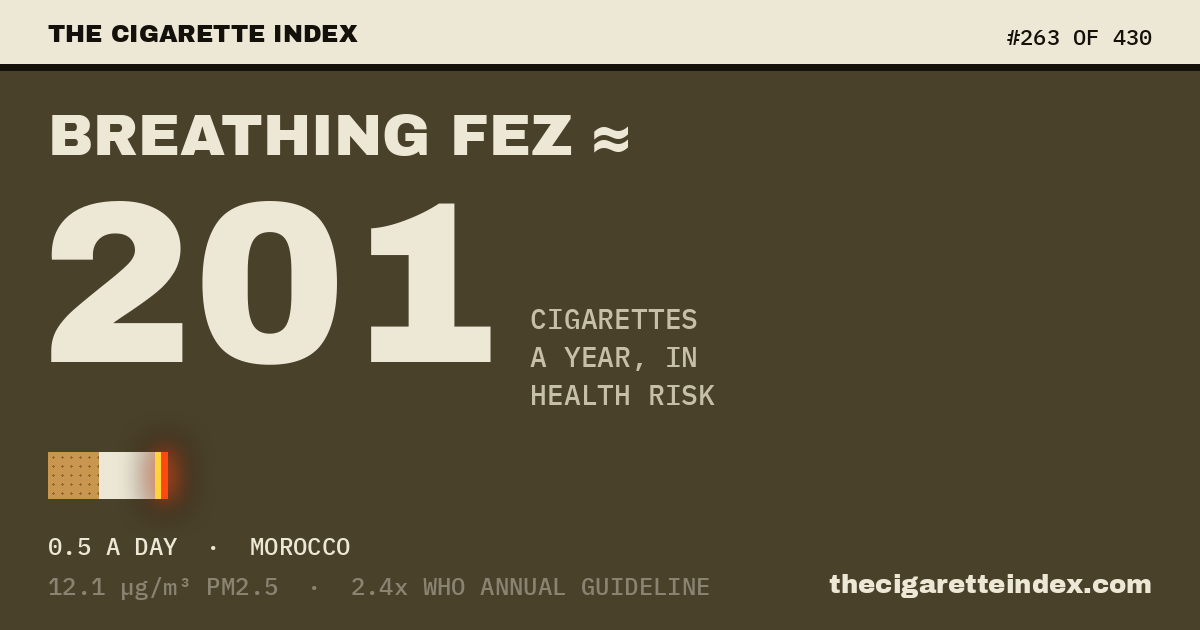 THE CIGARETTE INDEX
#263 OF 430
BREATHING FEZ ≈
201
CIGARETTES
A YEAR, IN
HEALTH RISK
0.5 A DAY · MOROCCO
12.1 µg/m³ PM2.5 · 2.4x WHO ANNUAL GUIDELINE
thecigaretteindex.com